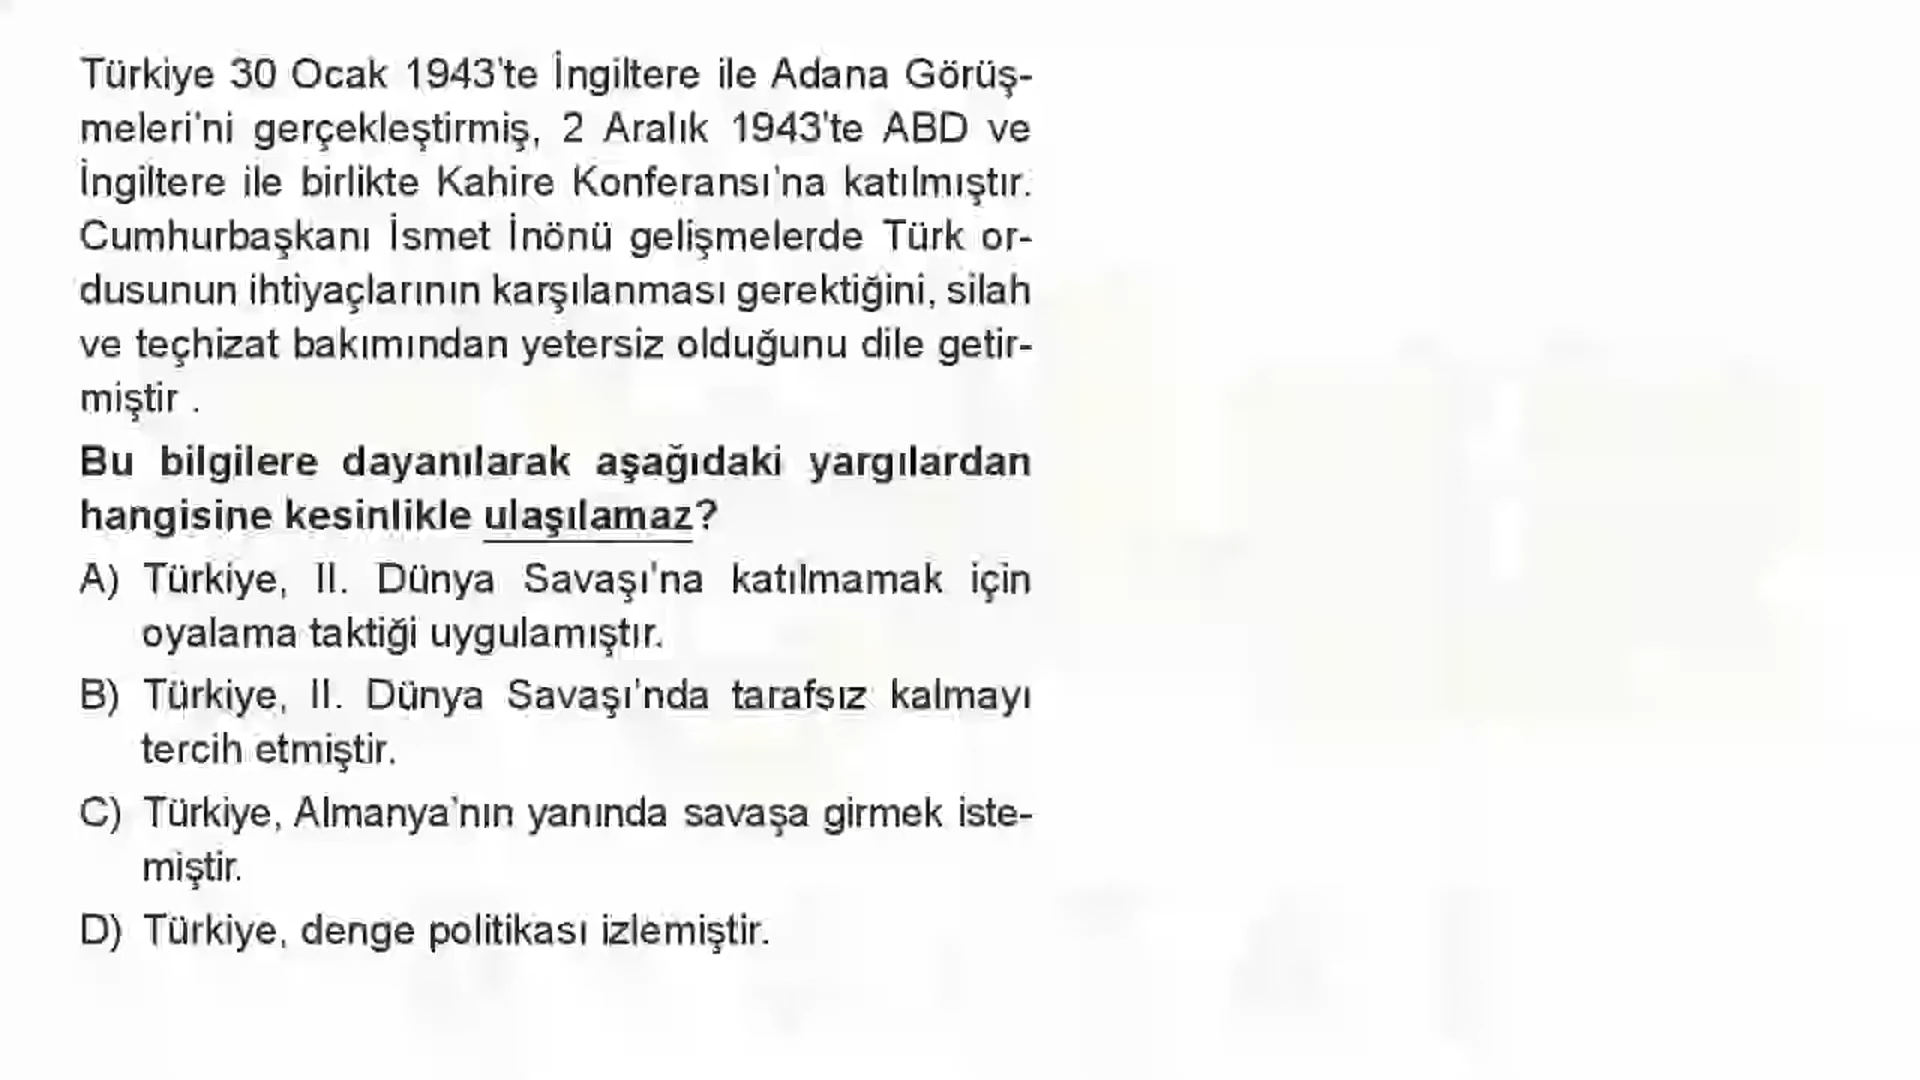 Türkiye 30 Ocak 1943'te İngiltere ile Adana Görüş-
meleri'ni gerçekleştirmiş, 2 Aralık 1943'te ABD ve
İngiltere ile birlikte Kahire Konferansı'na katılmıştır.
Cumhurbaşkanı İsmet İnönü gelişmelerde Türk or-
dusunun ihtiyaçlarının karşılanması gerektiğini, silah
ve teçhizat bakımından yetersiz olduğunu dile getir-
miştir .
Bu bilgilere dayanılarak aşağıdaki yargılardan
hangisine kesinlikle ulaşılamaz?
A) Türkiye, II. Dünya Savaşı'na katılmamak için
oyalama taktiği uygulamıştır.
B) Türkiye, II. Dünya Savaşı'nda tarafsız kalmayı
tercih etmiştir.
C) Türkiye, Almanya'nın yanında savaşa girmek iste-
miştir.
D) Türkiye, denge politikası izlemiştir.